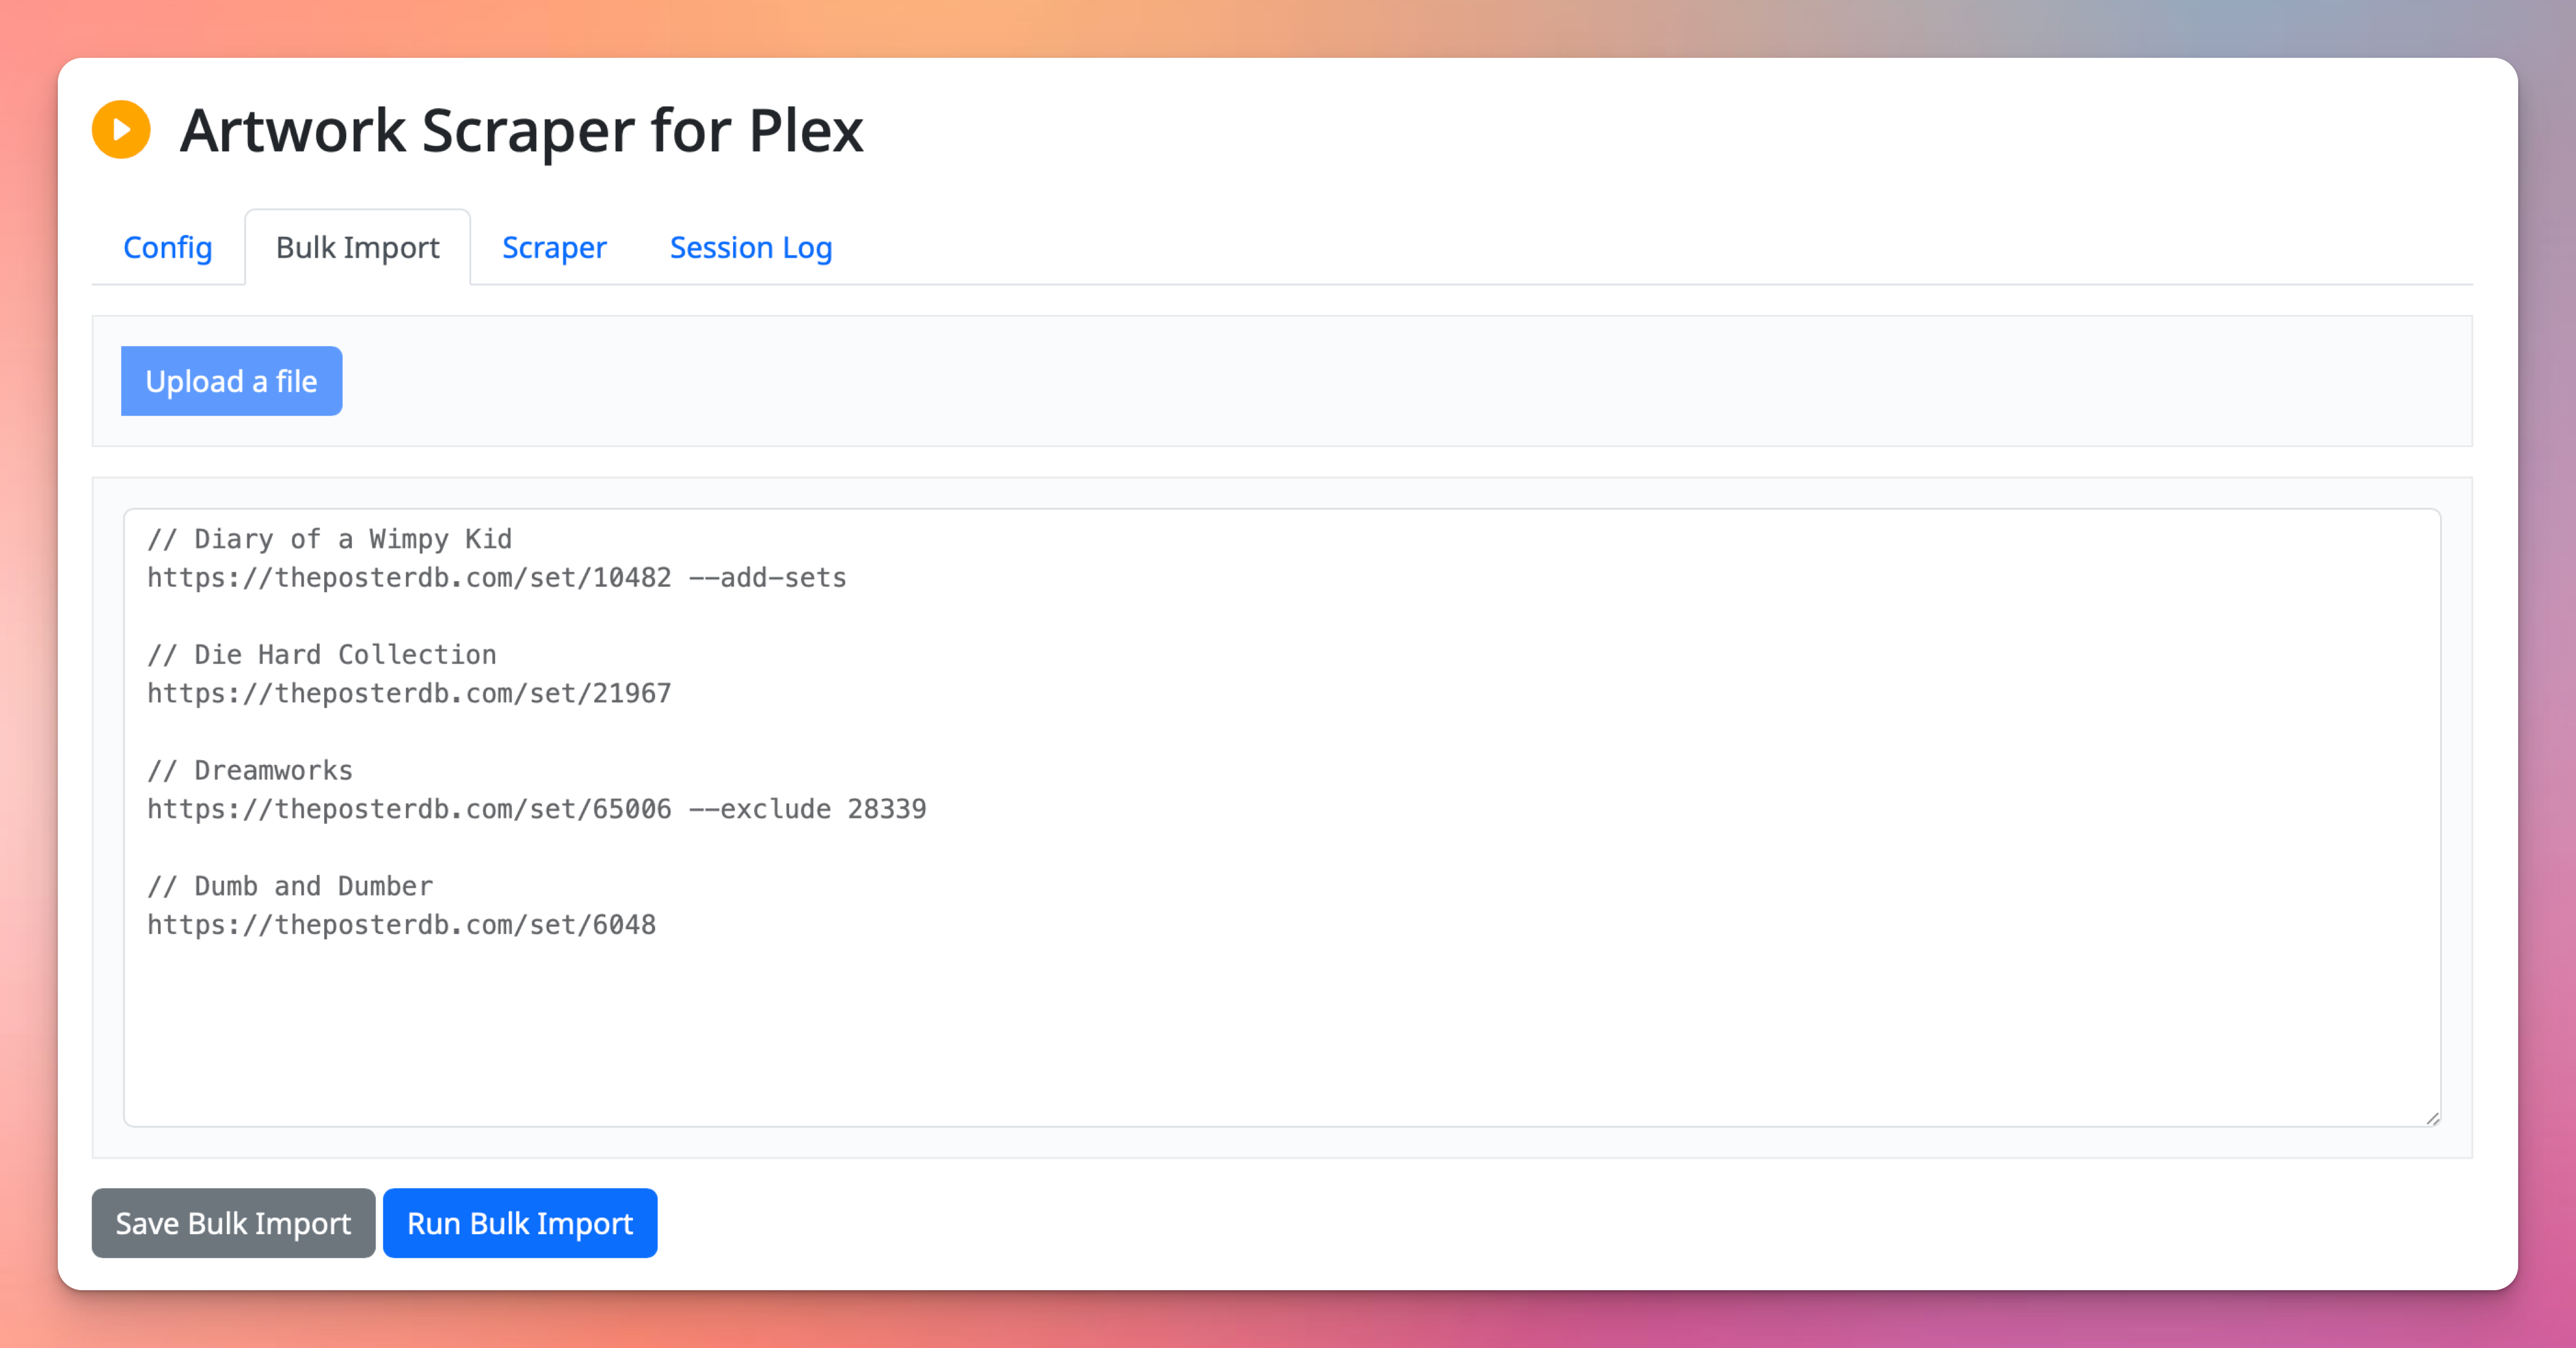 Artwork Scraper for Plex
Config Bulk Import Scraper Session Log
Upload a file
// Diary of a Wimpy Kid
https://theposterdb.com/set/10482 --add-sets
// Die Hard Collection
https://theposterdb.com/set/21967
// Dreamworks
https://theposterdb.com/set/65006 --exclude 28339
// Dumb and Dumber
https://theposterdb.com/set/6048
Save Bulk Import Run Bulk Import